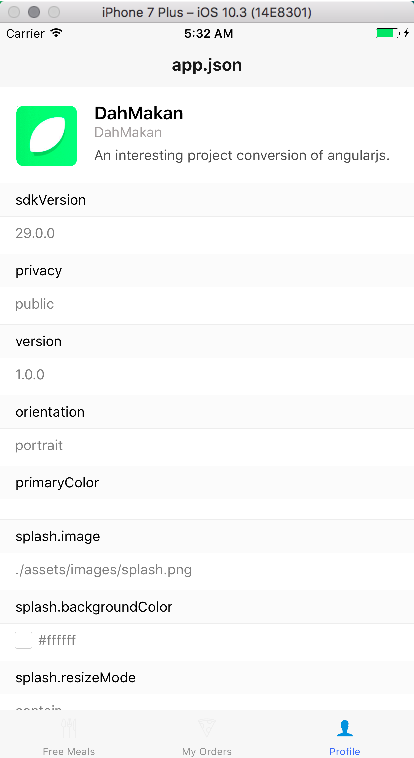 iPhone 7 Plus – iOS 10.3 (14E8301)
Carrier 5:32 AM
app.json
DahMakan
DahMakan
An interesting project conversion of angularjs.
sdkVersion
29.0.0
privacy
public
version
1.0.0
orientation
portrait
primaryColor
splash.image
./assets/images/splash.png
splash.backgroundColor
#ffffff
splash.resizeMode
contain
Free Meals My Orders Profile